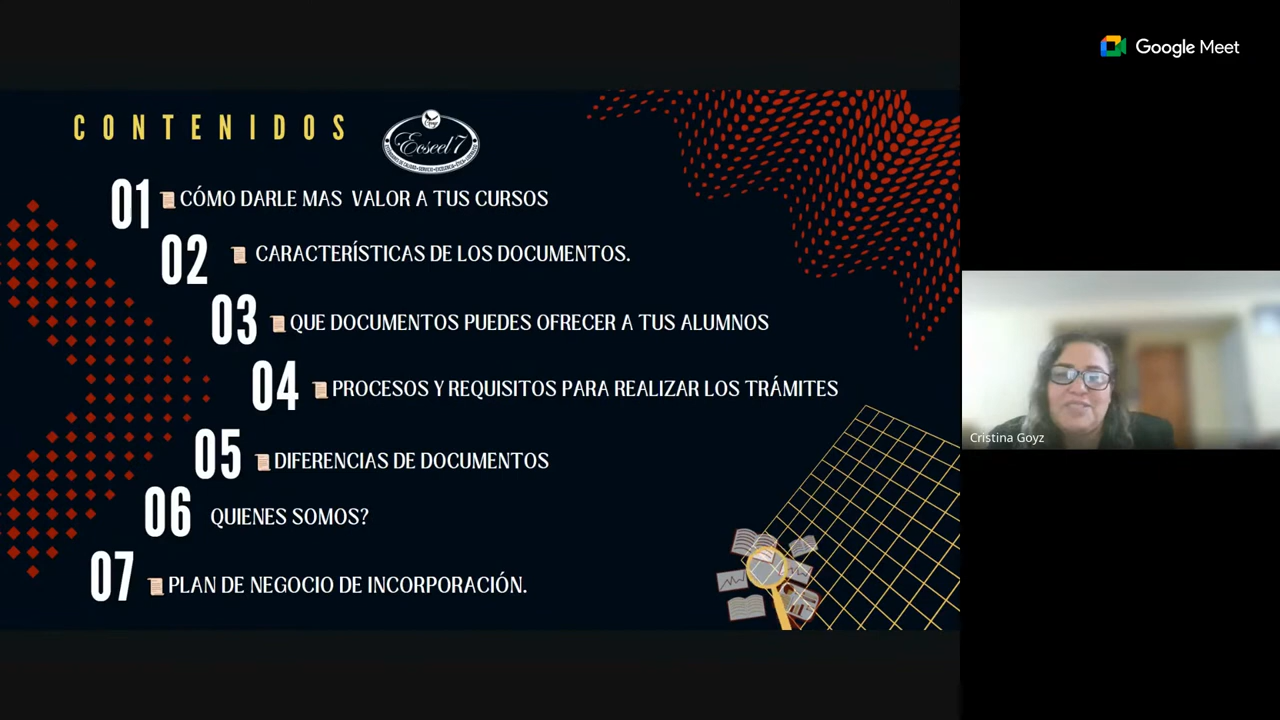 Google Meet
CONTENIDOS
Ecseel7
01 CÓMO DARLE MAS VALOR A TUS CURSOS
02 CARACTERÍSTICAS DE LOS DOCUMENTOS.
03 QUE DOCUMENTOS PUEDES OFRECER A TUS ALUMNOS
04 PROCESOS Y REQUISITOS PARA REALIZAR LOS TRÁMITES
05 DIFERENCIAS DE DOCUMENTOS
06 QUIENES SOMOS?
07 PLAN DE NEGOCIO DE INCORPORACIÓN.
Cristina Goyz